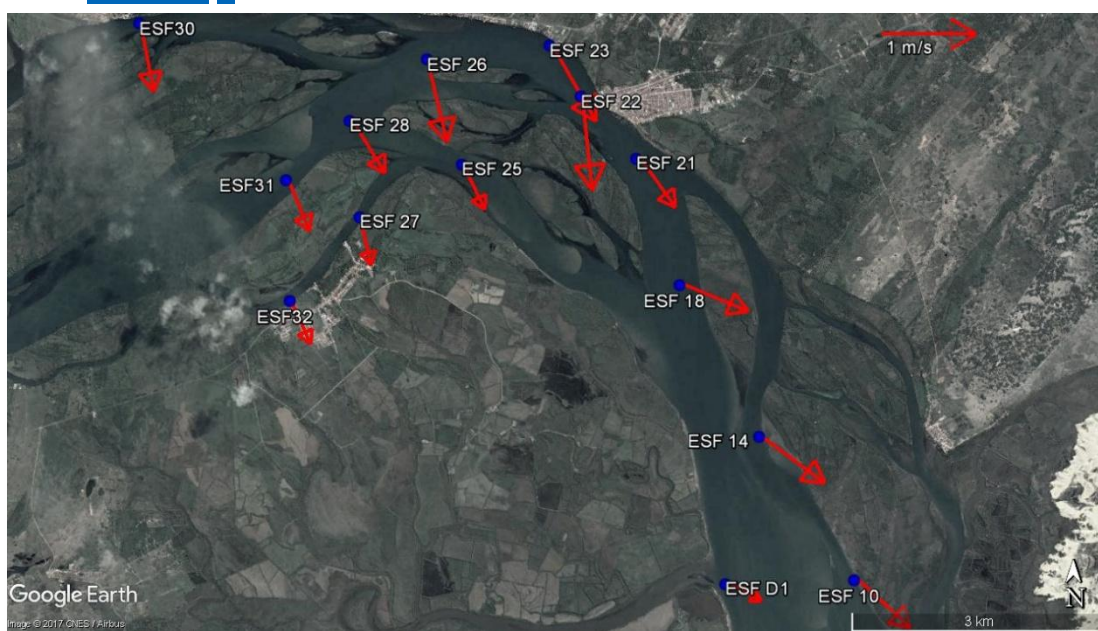 ESF30
ESF 23
1 m/s
ESF 26
ESF 22
ESF 28
ESF 21
ESF 25
ESF31
ESF 27
ESF 18
ESF32
ESF 14
ESF D1
ESF 10
Google Earth
N
3 km
Image © 2017 CNES / Airbus